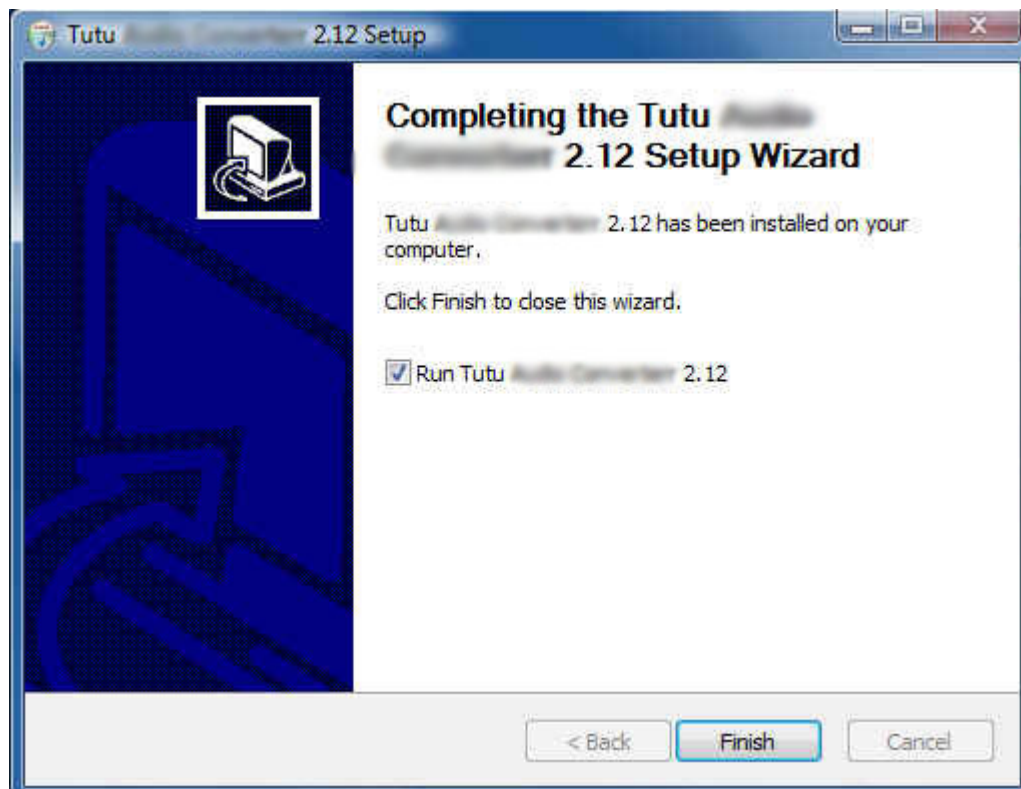 Tutu 2.12 Setup
Completing the Tutu
2.12 Setup Wizard
Tutu 2.12 has been installed on your
computer.
Click Finish to close this wizard.
Run Tutu 2.12
< Back Finish Cancel